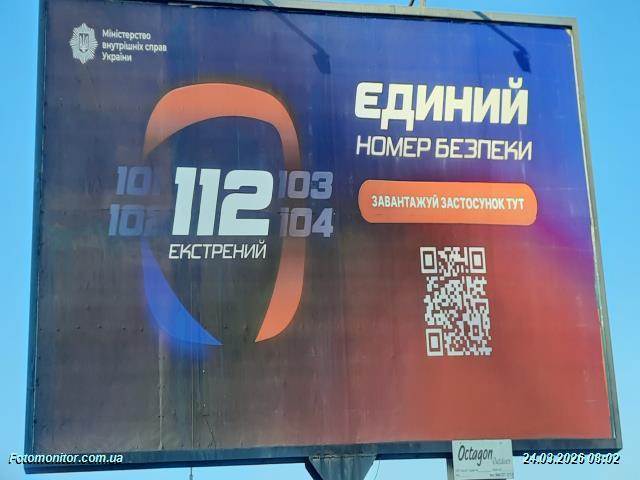 Міністерство
внутрішніх справ
України
ЄДИНИЙ
НОМЕР БЕЗПЕКИ
101 112 103
102 104
ЕКСТРЕНИЙ
ЗАВАНТАЖУЙ ЗАСТОСУНОК ТУТ
Octagon
Outdoor
Fotomonitor.com.ua
24.03.2026 08:02